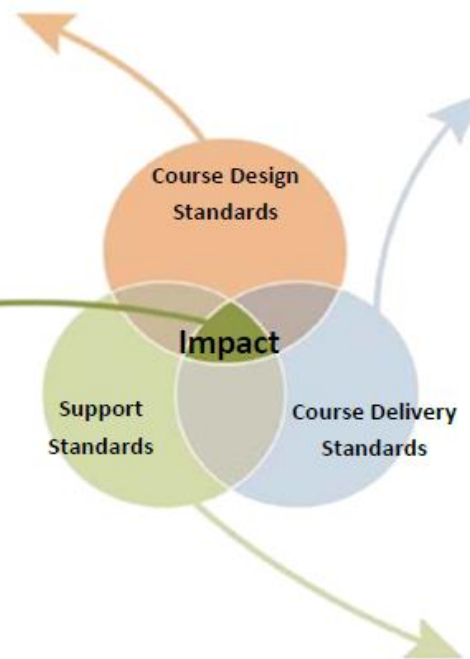 Course Design
Standards
Impact
Support
Standards
Course Delivery
Standards